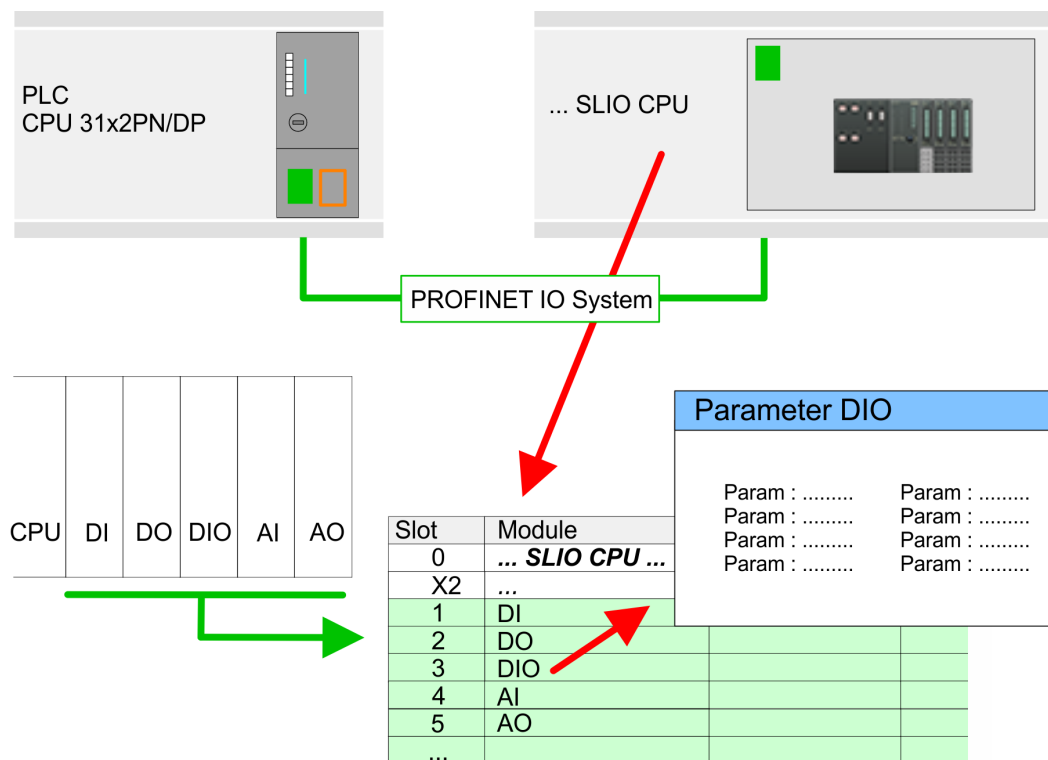 PLC
CPU 31x2PN/DP
... SLIO CPU
PROFINET IO System
CPU DI DO DIO AI AO
Parameter DIO
Param : ......... Param : .........
Param : ......... Param : .........
Param : ......... Param : .........
Param : ......... Param : .........
Slot Module
0 ... SLIO CPU ...
X2 ...
1 DI
2 DO
3 DIO
4 AI
5 AO
...